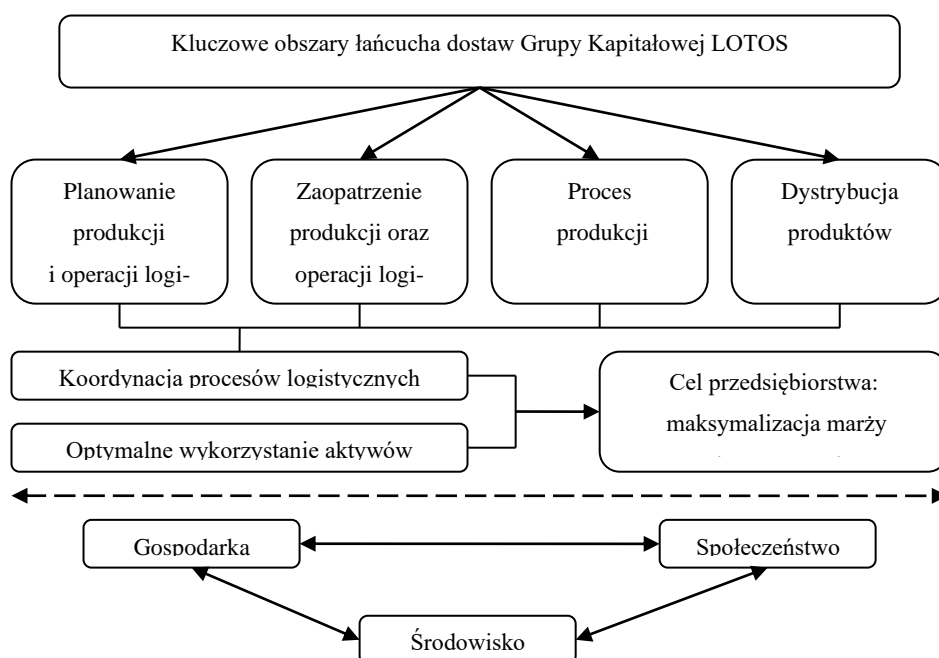 Kluczowe obszary łańcucha dostaw Grupy Kapitałowej LOTOS
Planowanie
produkcji
i operacji logi-
Zaopatrzenie
produkcji oraz
operacji logi-
Proces
produkcji
Dystrybucja
produktów
Koordynacja procesów logistycznych
Optymalne wykorzystanie aktywów
Cel przedsiębiorstwa:
maksymalizacja marży
Gospodarka
Społeczeństwo
Środowisko